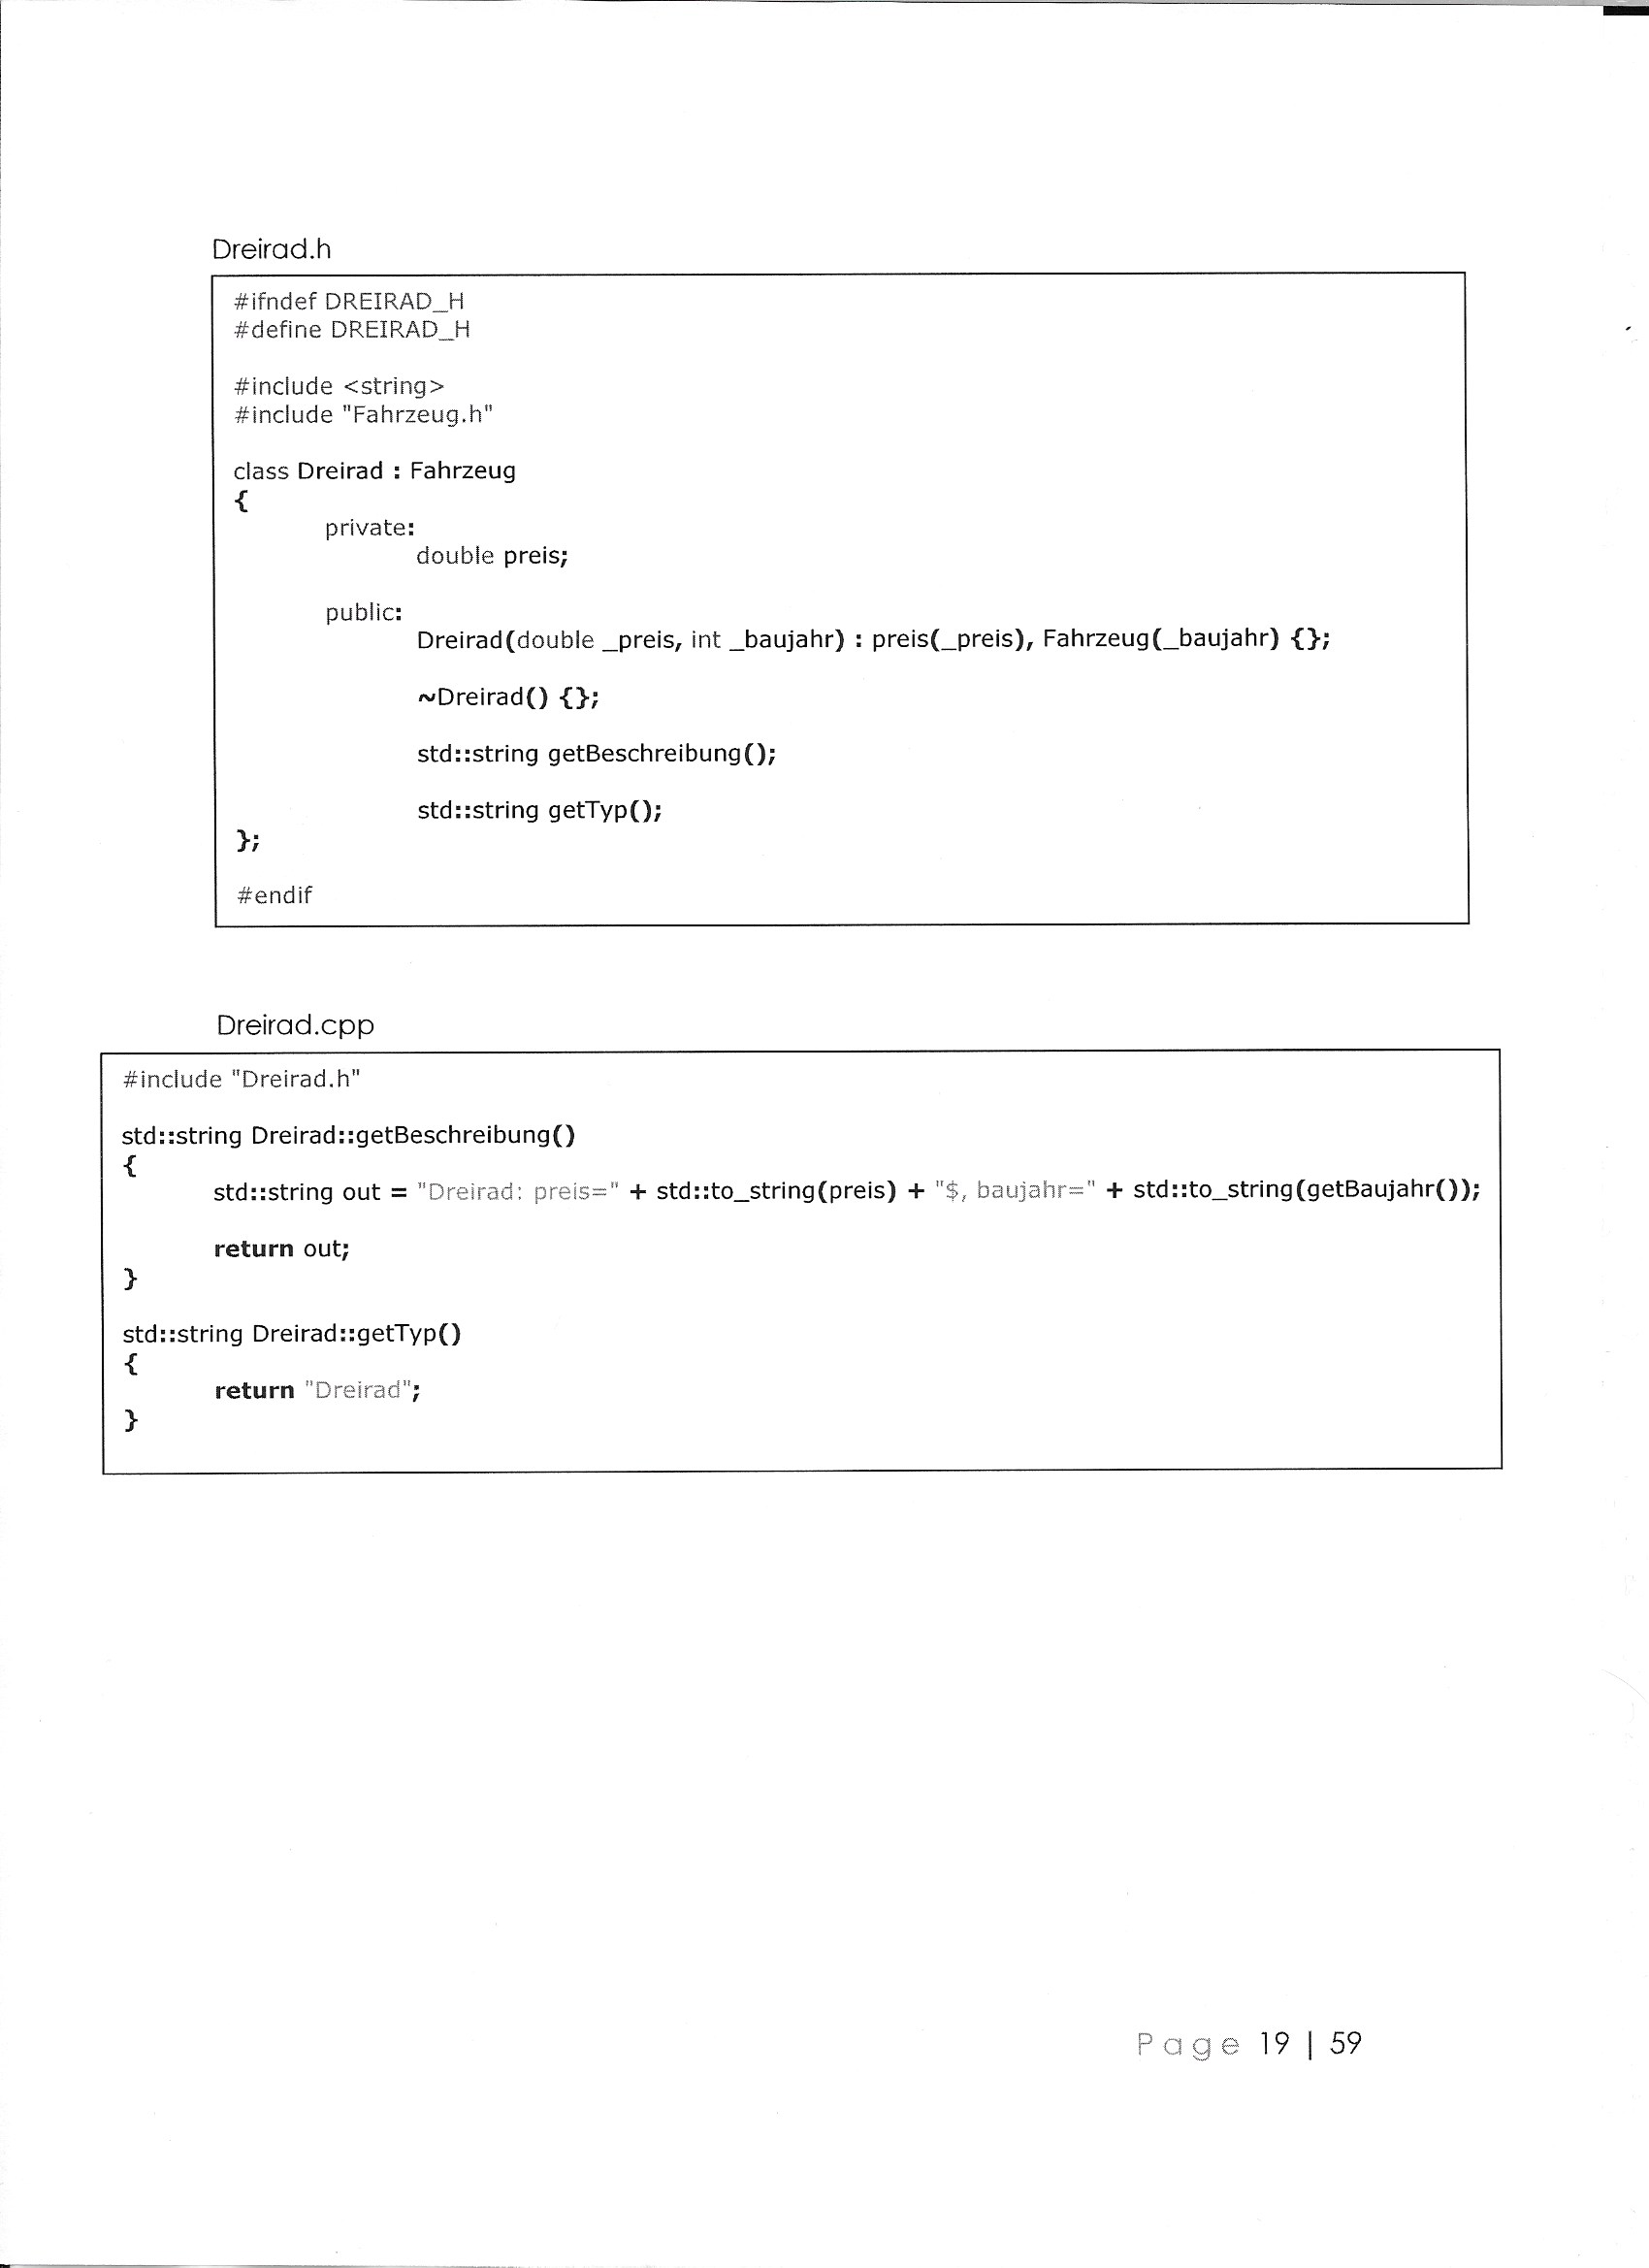 Dreirad.h
#ifndef DREIRAD_H
#define DREIRAD_H
#include <string>
#include "Fahrzeug.h"
class Dreirad : Fahrzeug
{
private:
double preis;
public:
Dreirad(double _preis, int _baujahr) : preis(_preis), Fahrzeug(_baujahr) {};
~Dreirad() {};
std::string getBeschreibung();
std::string getTyp();
};
#endif
Dreirad.cpp
#include "Dreirad.h"
std::string Dreirad::getBeschreibung()
{
std::string out = "Dreirad: preis=" + std::to_string(preis) + "$, baujahr=" + std::to_string(getBaujahr());
return out;
}
std::string Dreirad::getTyp()
{
return "Dreirad";
}
Page 19 | 59